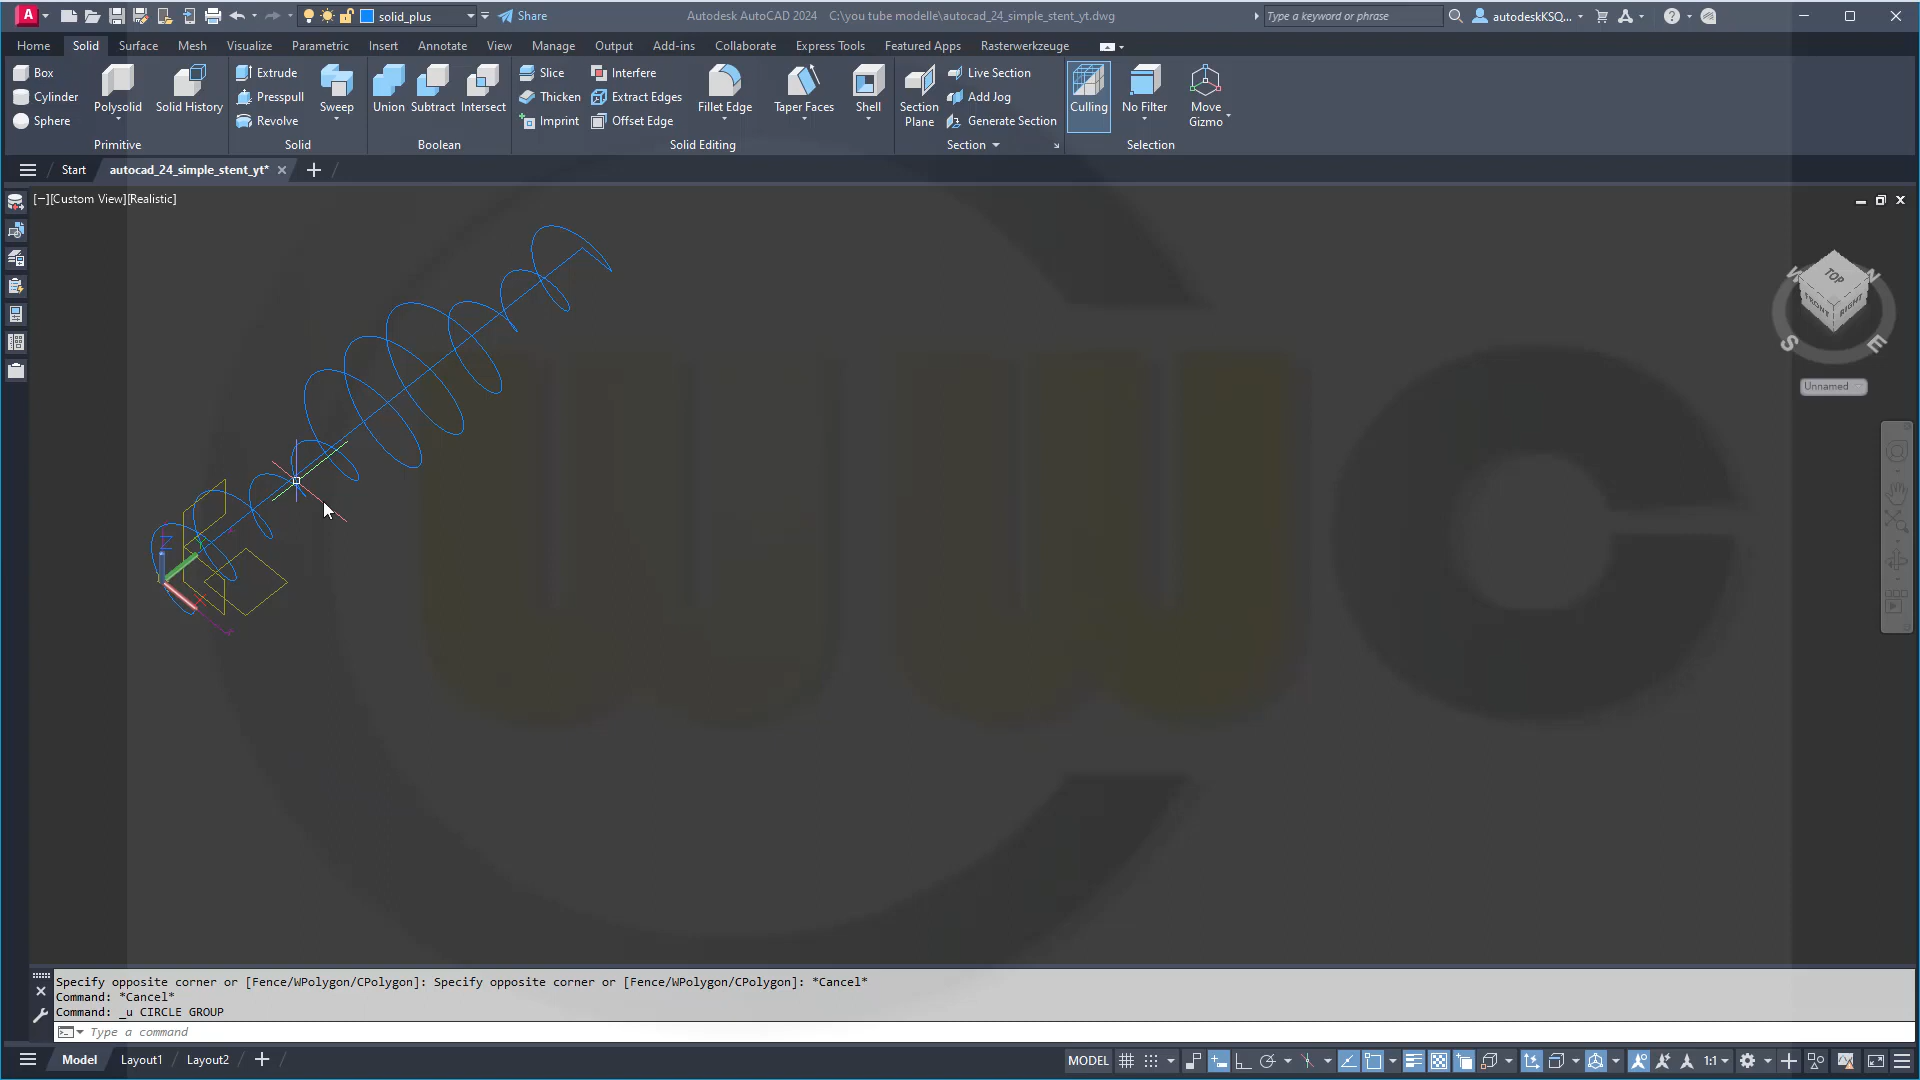 solid_plus
Share
Autodesk AutoCAD 2024 C:\you tube modelle\autocad_24_simple_stent_yt.dwg
Type a keyword or phrase
autodeskKSQ...
Home Solid Surface Mesh Visualize Parametric Insert Annotate View Manage Output Add-ins Collaborate Express Tools Featured Apps Rasterwerkzeuge
Box
Cylinder
Sphere
Polysolid
Solid History
Primitive
Extrude
Presspull
Revolve
Sweep
Solid
Union
Subtract
Intersect
Boolean
Slice
Thicken
Imprint
Interfere
Extract Edges
Offset Edge
Fillet Edge
Taper Faces
Shell
Solid Editing
Section
Plane
Live Section
Add Jog
Generate Section
Section
Culling
No Filter
Move
Gizmo
Selection
Start
autocad_24_simple_stent_yt*
[−][Custom View][Realistic]
TOP
FRONT
RIGHT
W
N
S
E
Unnamed
Z
X
cwwc
Specify opposite corner or [Fence/WPolygon/CPolygon]: Specify opposite corner or [Fence/WPolygon/CPolygon]: *Cancel*
Command: *Cancel*
Command: _u CIRCLE GROUP
Type a command
Model Layout1 Layout2
MODEL
1:1